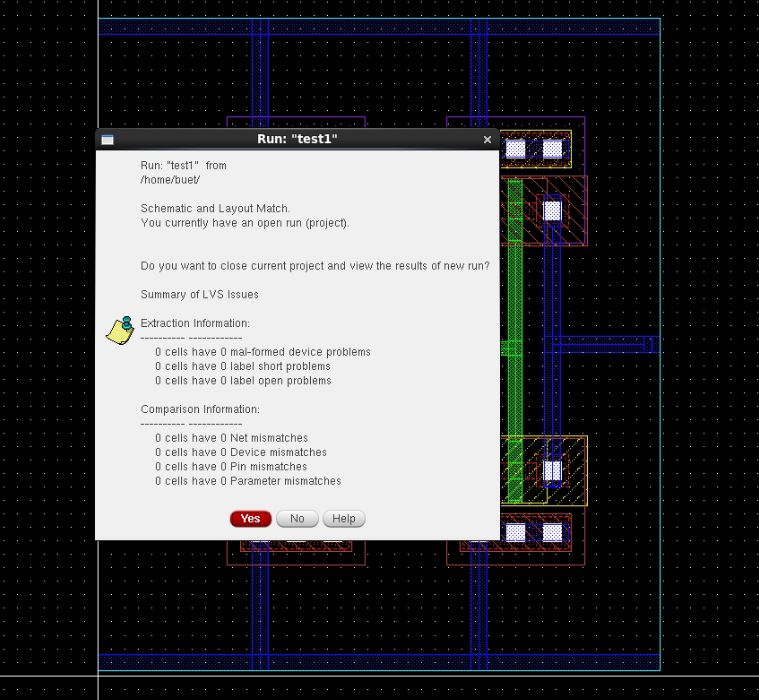 Run: "test1"
Run: "test1" from
/home/buet/
Schematic and Layout Match.
You currently have an open run (project).
Do you want to close current project and view the results of new run?
Summary of LVS Issues
Extraction Information:
---------- ------------
0 cells have 0 mal-formed device problems
0 cells have 0 label short problems
0 cells have 0 label open problems
Comparison Information:
---------- ------------
0 cells have 0 Net mismatches
0 cells have 0 Device mismatches
0 cells have 0 Pin mismatches
0 cells have 0 Parameter mismatches
Yes No Help